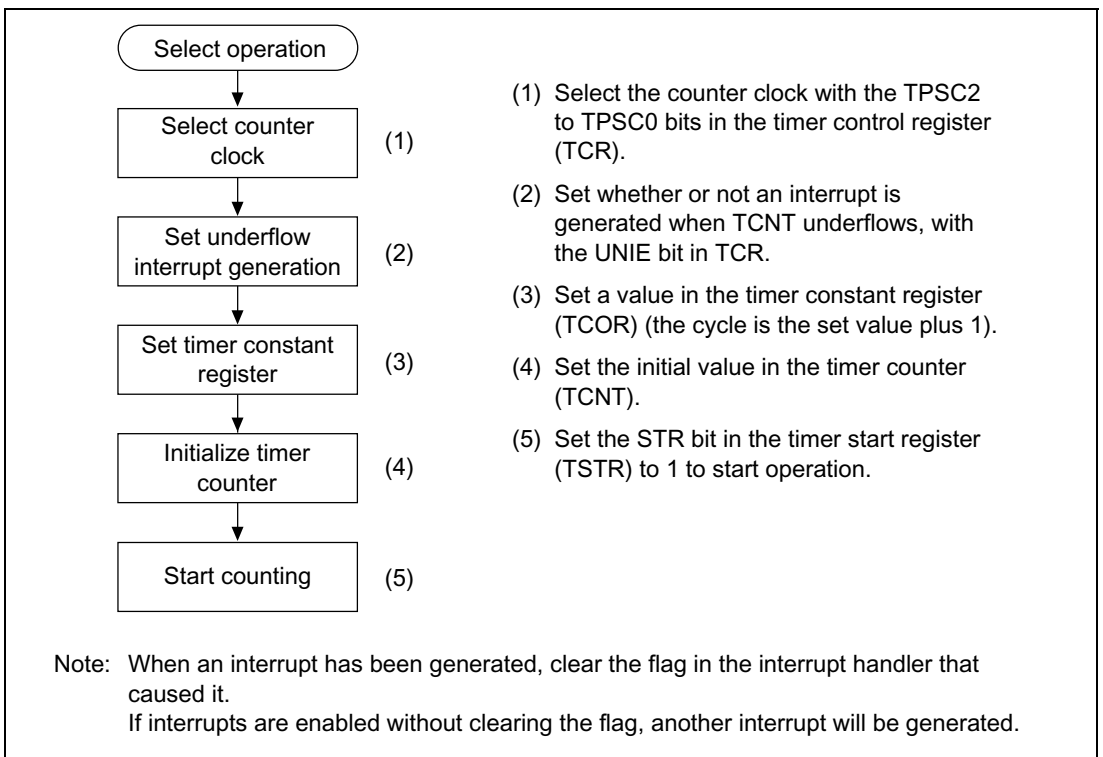 Select operation
Select counter
clock
(1)
Set underflow
interrupt generation
(2)
Set timer constant
register
(3)
Initialize timer
counter
(4)
Start counting
(5)
(1) Select the counter clock with the TPSC2
to TPSC0 bits in the timer control register
(TCR).
(2) Set whether or not an interrupt is
generated when TCNT underflows, with
the UNIE bit in TCR.
(3) Set a value in the timer constant register
(TCOR) (the cycle is the set value plus 1).
(4) Set the initial value in the timer counter
(TCNT).
(5) Set the STR bit in the timer start register
(TSTR) to 1 to start operation.
Note: When an interrupt has been generated, clear the flag in the interrupt handler that
caused it.
If interrupts are enabled without clearing the flag, another interrupt will be generated.